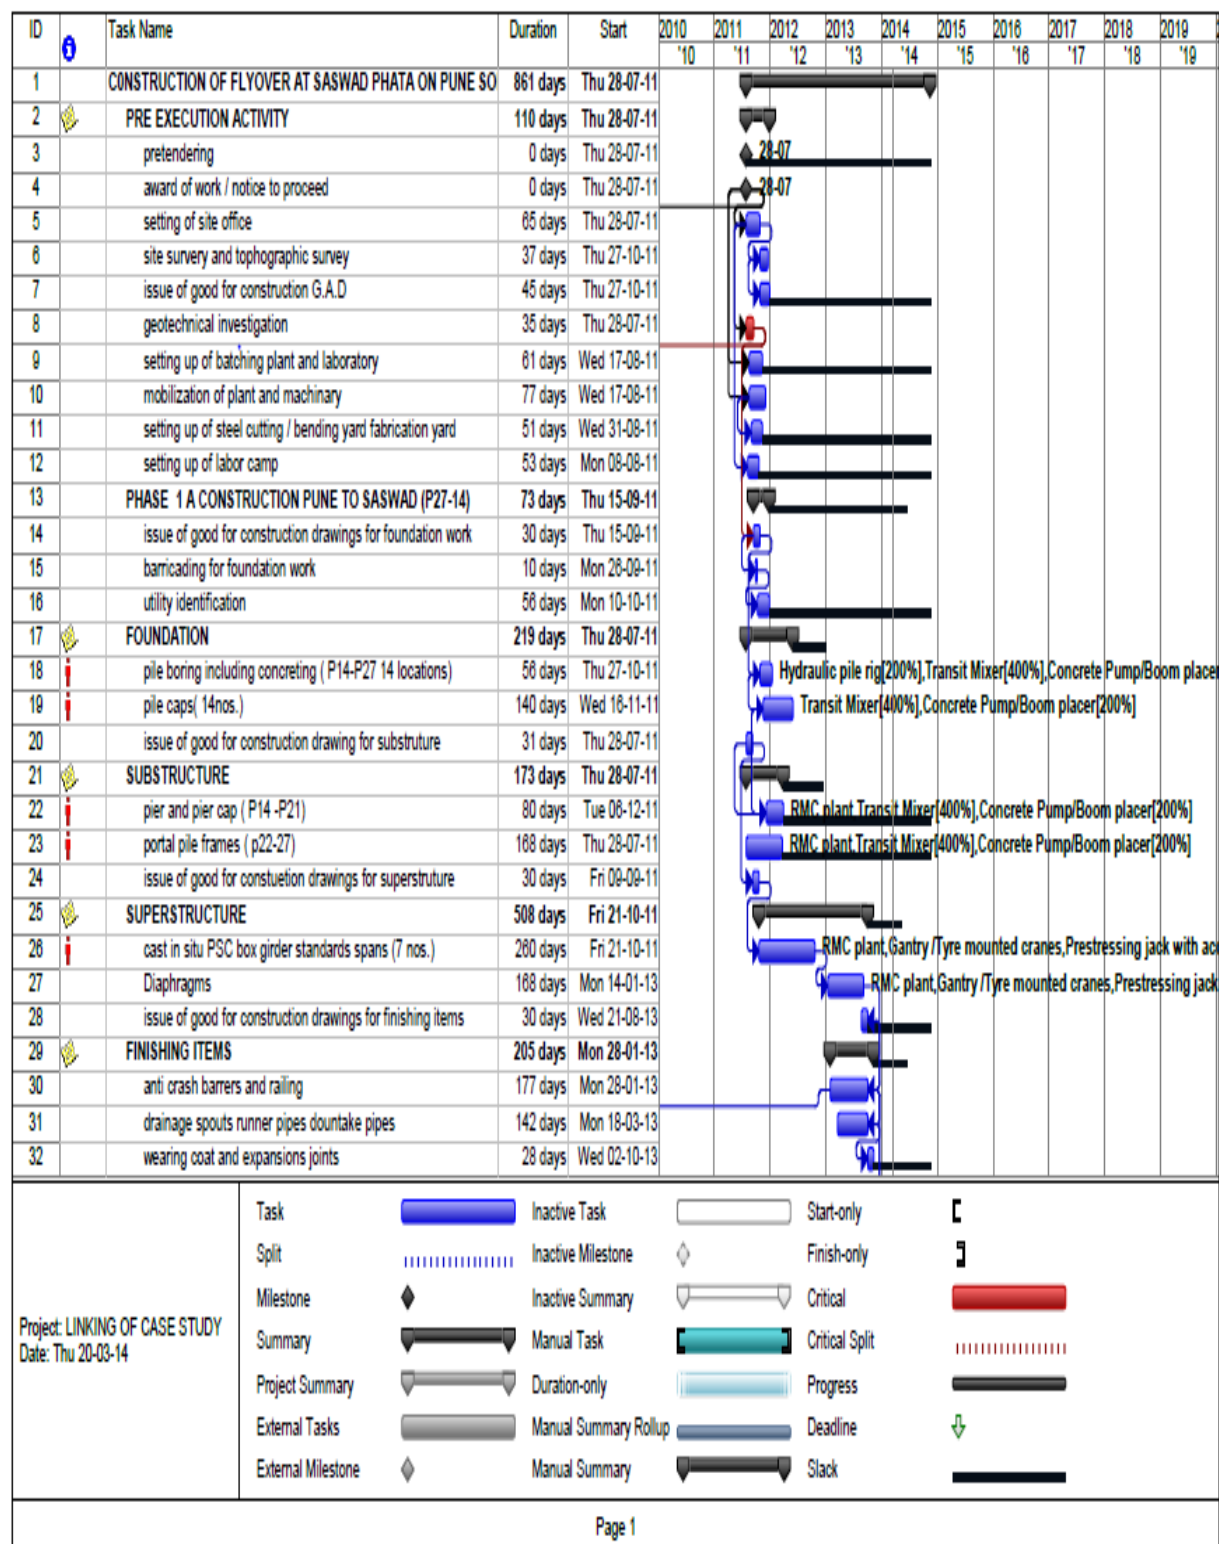 ID Task Name Duration Start 2010 2011 2012 2013 2014 2015 2016 2017 2018 2019
'10 '11 '12 '13 '14 '15 '16 '17 '18 '19
1 CONSTRUCTION OF FLYOVER AT SASWAD PHATA ON PUNE SO 861 days Thu 28-07-11
2 PRE EXECUTION ACTIVITY 110 days Thu 28-07-11
3 pretendering 0 days Thu 28-07-11 28-07
4 award of work / notice to proceed 0 days Thu 28-07-11 28-07
5 setting of site office 65 days Thu 28-07-11
6 site survery and tophographic survey 37 days Thu 27-10-11
7 issue of good for construction G.A.D 45 days Thu 27-10-11
8 geotechnical investigation 35 days Thu 28-07-11
9 setting up of batching plant and laboratory 61 days Wed 17-08-11
10 mobilization of plant and machinary 77 days Wed 17-08-11
11 setting up of steel cutting / bending yard fabrication yard 51 days Wed 31-08-11
12 setting up of labor camp 53 days Mon 08-08-11
13 PHASE 1 A CONSTRUCTION PUNE TO SASWAD (P27-14) 73 days Thu 15-09-11
14 issue of good for construction drawings for foundation work 30 days Thu 15-09-11
15 barricading for foundation work 10 days Mon 26-09-11
16 utility identification 56 days Mon 10-10-11
17 FOUNDATION 219 days Thu 28-07-11
18 pile boring including concreting ( P14-P27 14 locations) 56 days Thu 27-10-11 Hydraulic pile rig[200%],Transit Mixer[400%],Concrete Pump/Boom placer
19 pile caps( 14nos.) 140 days Wed 16-11-11 Transit Mixer[400%],Concrete Pump/Boom placer[200%]
20 issue of good for construction drawing for substruture 31 days Thu 28-07-11
21 SUBSTRUCTURE 173 days Thu 28-07-11
22 pier and pier cap ( P14 -P21) 80 days Tue 06-12-11 RMC plant,Transit Mixer[400%],Concrete Pump/Boom placer[200%]
23 portal pile frames ( p22-27) 168 days Thu 28-07-11 RMC plant,Transit Mixer[400%],Concrete Pump/Boom placer[200%]
24 issue of good for constuetion drawings for superstruture 30 days Fri 09-09-11
25 SUPERSTRUCTURE 508 days Fri 21-10-11
26 cast in situ PSC box girder standards spans (7 nos.) 260 days Fri 21-10-11 RMC plant,Gantry /Tyre mounted cranes,Prestressing jack with acc
27 Diaphragms 168 days Mon 14-01-13 RMC plant,Gantry /Tyre mounted cranes,Prestressing jack
28 issue of good for construction drawings for finishing items 30 days Wed 21-08-13
29 FINISHING ITEMS 205 days Mon 28-01-13
30 anti crash barrers and railing 177 days Mon 28-01-13
31 drainage spouts runner pipes dountake pipes 142 days Mon 18-03-13
32 wearing coat and expansions joints 28 days Wed 02-10-13
Project: LINKING OF CASE STUDY
Date: Thu 20-03-14
Task Inactive Task Start-only
Split Inactive Milestone Finish-only
Milestone Inactive Summary Critical
Summary Manual Task Critical Split
Project Summary Duration-only Progress
External Tasks Manual Summary Rollup Deadline
External Milestone Manual Summary Slack
Page 1